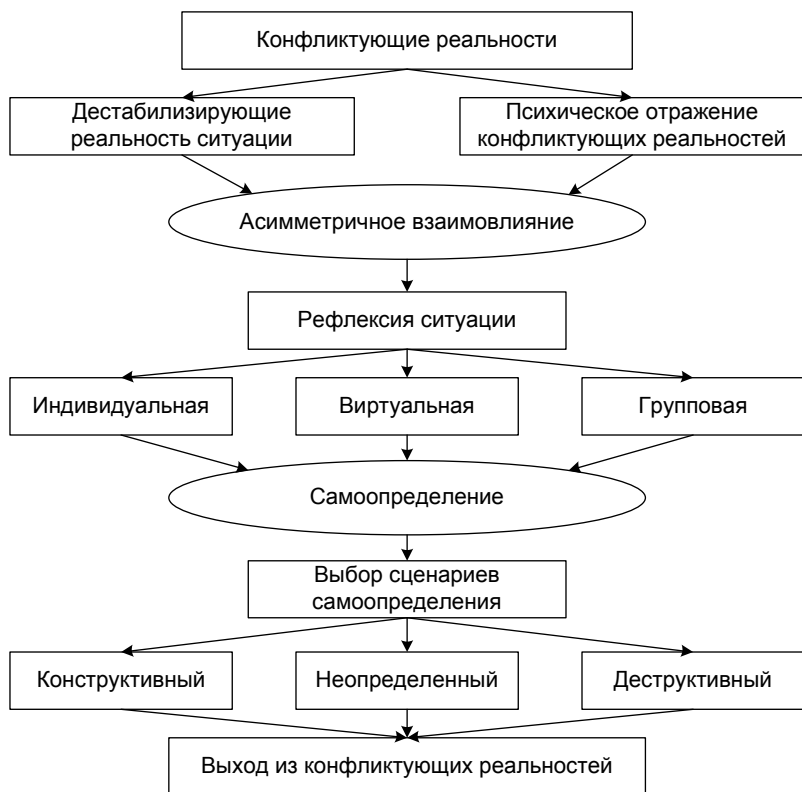 Конфликтующие реальности
Дестабилизирующие
реальность ситуации
Психическое отражение
конфликтующих реальностей
Асимметричное взаимовлияние
Рефлексия ситуации
Индивидуальная
Виртуальная
Групповая
Самоопределение
Выбор сценариев
самоопределения
Конструктивный
Неопределенный
Деструктивный
Выход из конфликтующих реальностей